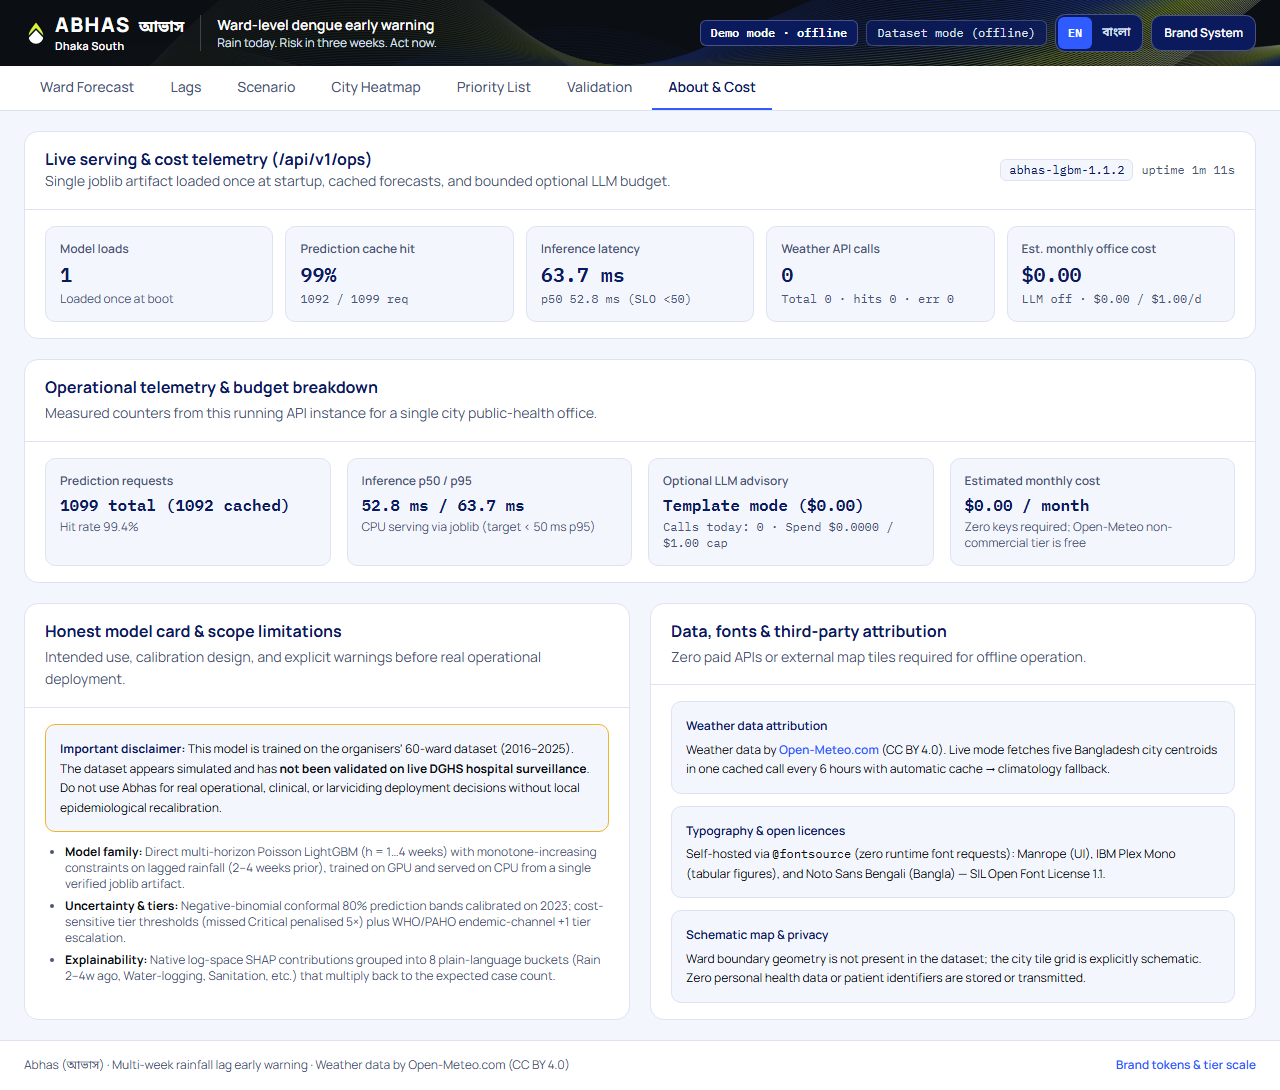 ABHAS আভাস
Dhaka South
Ward-level dengue early warning
Rain today. Risk in three weeks. Act now.
Demo mode · offline
Dataset mode (offline)
EN
বাংলা
Brand System
Ward Forecast
Lags
Scenario
City Heatmap
Priority List
Validation
About & Cost
Live serving & cost telemetry (/api/v1/ops)
Single joblib artifact loaded once at startup, cached forecasts, and bounded optional LLM budget.
abhas-lgbm-1.1.2
uptime 1m 11s
Model loads
1
Loaded once at boot
Prediction cache hit
99%
1092 / 1099 req
Inference latency
63.7 ms
p50 52.8 ms (SLO <50)
Weather API calls
0
Total 0 · hits 0 · err 0
Est. monthly office cost
$0.00
LLM off · $0.00 / $1.00/d
Operational telemetry & budget breakdown
Measured counters from this running API instance for a single city public-health office.
Prediction requests
1099 total (1092 cached)
Hit rate 99.4%
Inference p50 / p95
52.8 ms / 63.7 ms
CPU serving via joblib (target < 50 ms p95)
Optional LLM advisory
Template mode ($0.00)
Calls today: 0 · Spend $0.0000 /
$1.00 cap
Estimated monthly cost
$0.00 / month
Zero keys required; Open-Meteo non-
commercial tier is free
Honest model card & scope limitations
Intended use, calibration design, and explicit warnings before real operational
deployment.
Important disclaimer: This model is trained on the organisers' 60-ward dataset (2016–2025).
The dataset appears simulated and has not been validated on live DGHS hospital surveillance.
Do not use Abhas for real operational, clinical, or larviciding deployment decisions without local
epidemiological recalibration.
• Model family: Direct multi-horizon Poisson LightGBM (h = 1…4 weeks) with monotone-increasing
constraints on lagged rainfall (2–4 weeks prior), trained on GPU and served on CPU from a single
verified joblib artifact.
• Uncertainty & tiers: Negative-binomial conformal 80% prediction bands calibrated on 2023; cost-
sensitive tier thresholds (missed Critical penalised 5×) plus WHO/PAHO endemic-channel +1 tier
escalation.
• Explainability: Native log-space SHAP contributions grouped into 8 plain-language buckets (Rain
2–4w ago, Water-logging, Sanitation, etc.) that multiply back to the expected case count.
Data, fonts & third-party attribution
Zero paid APIs or external map tiles required for offline operation.
Weather data attribution
Weather data by Open-Meteo.com (CC BY 4.0). Live mode fetches five Bangladesh city centroids
in one cached call every 6 hours with automatic cache → climatology fallback.
Typography & open licences
Self-hosted via @fontsource (zero runtime font requests): Manrope (UI), IBM Plex Mono
(tabular figures), and Noto Sans Bengali (Bangla) — SIL Open Font License 1.1.
Schematic map & privacy
Ward boundary geometry is not present in the dataset; the city tile grid is explicitly schematic.
Zero personal health data or patient identifiers are stored or transmitted.
Abhas (আভাস) · Multi-week rainfall lag early warning · Weather data by Open-Meteo.com (CC BY 4.0)
Brand tokens & tier scale